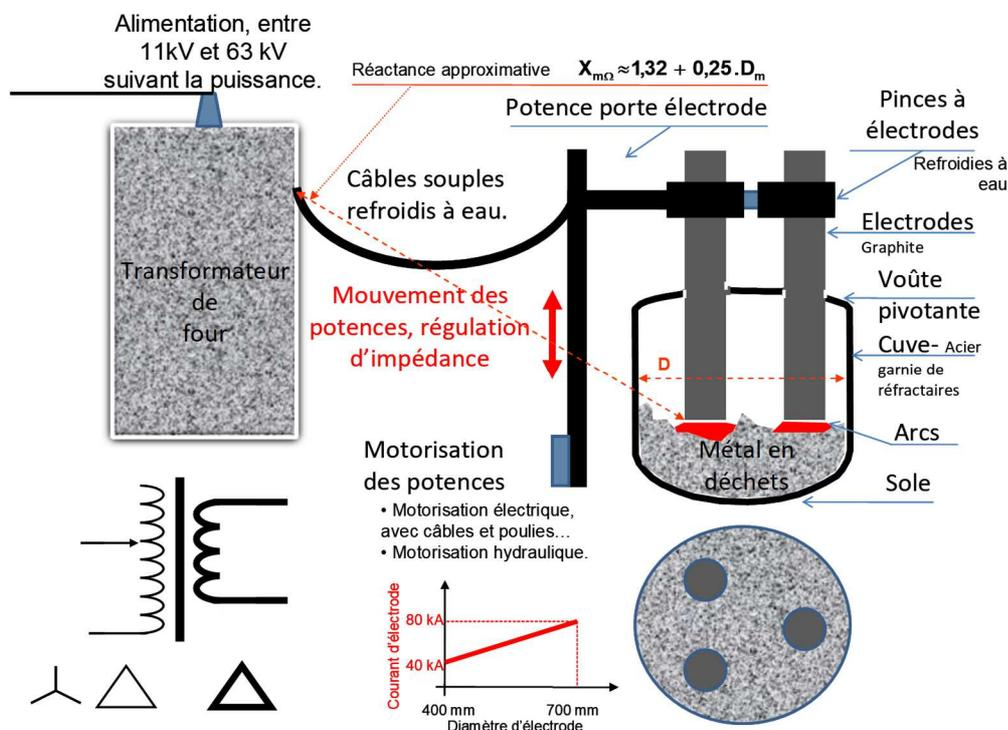 Alimentation, entre
11kV et 63 kV
suivant la puissance.
Réactance approximative X mΩ ≈1,32 + 0,25.Dm
Potence porte électrode
Pinces à
électrodes
Refroidies à
eau
Câbles souples
refroidis à eau.
Electrodes
Graphite
Transformateur
de
four
Mouvement des
potences, régulation
d'impédance
Voûte
pivotante
Cuve- Acier
garnie de
réfractaires
D
Arcs
Métal en
déchets
Sole
Motorisation
des potences
• Motorisation électrique,
avec câbles et poulies…
• Motorisation hydraulique.
Courant d'électrode
80 kA
40 kA
400 mm
700 mm
Diamètre d'électrode